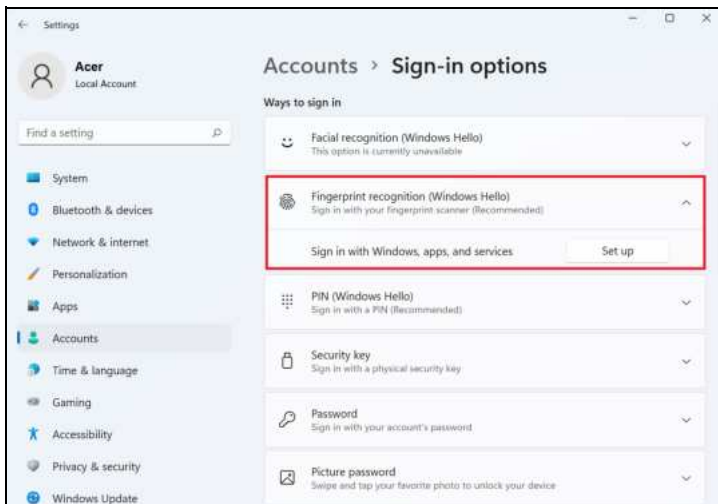 Settings
Acer
Local Account
Find a setting
System
Bluetooth & devices
Network & internet
Personalization
Apps
Accounts
Time & language
Gaming
Accessibility
Privacy & security
Windows Update
Accounts > Sign-in options
Ways to sign in
Facial recognition (Windows Hello)
This option is currently unavailable
Fingerprint recognition (Windows Hello)
Sign in with your fingerprint scanner (Recommended)
Sign in with Windows, apps, and services
Set up
PIN (Windows Hello)
Sign in with a PIN (Recommended)
Security key
Sign in with a physical security key
Password
Sign in with your account's password
Picture password
Swipe and tap your favorite photo to unlock your device